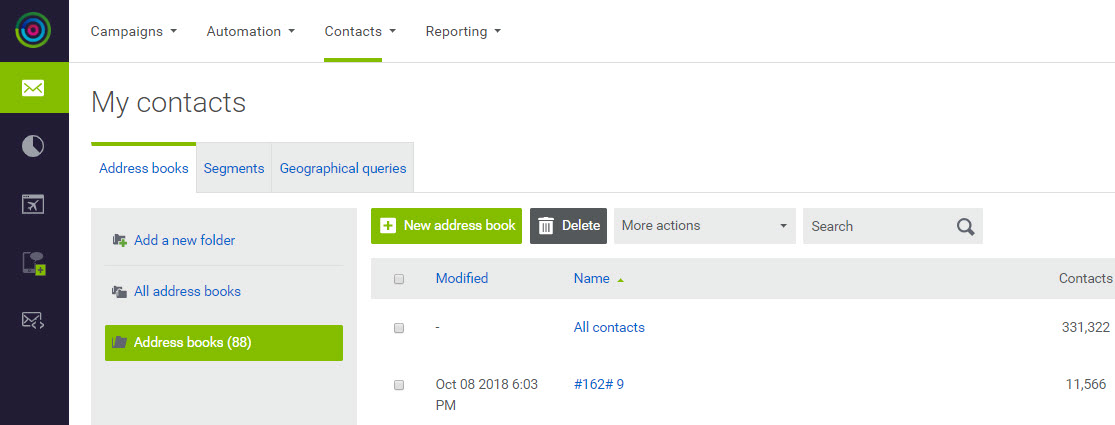 Campaigns Automation Contacts Reporting
My contacts
Address books Segments Geographical queries
Add a new folder
All address books
Address books (88)
New address book Delete More actions Search
Modified Name Contacts
- All contacts 331,322
Oct 08 2018 6:03 #162# 9 11,566
PM